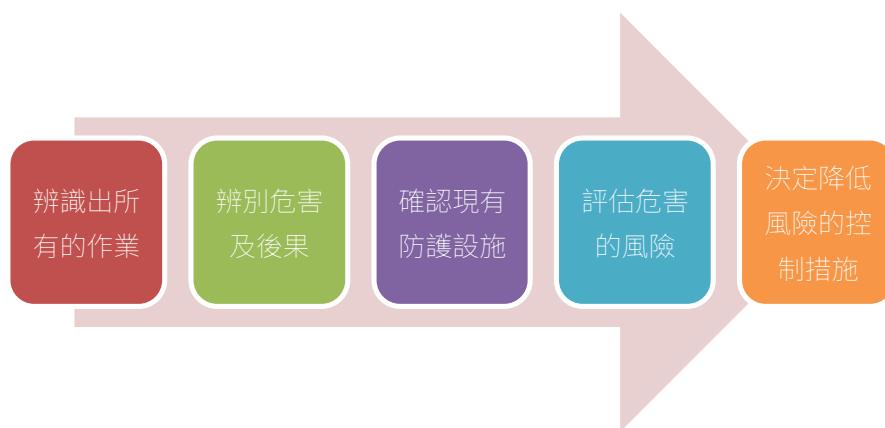 辨識出所
有的作業
辨別危害
及後果
確認現有
防護設施
評估危害
的風險
決定降低
風險的控
制措施